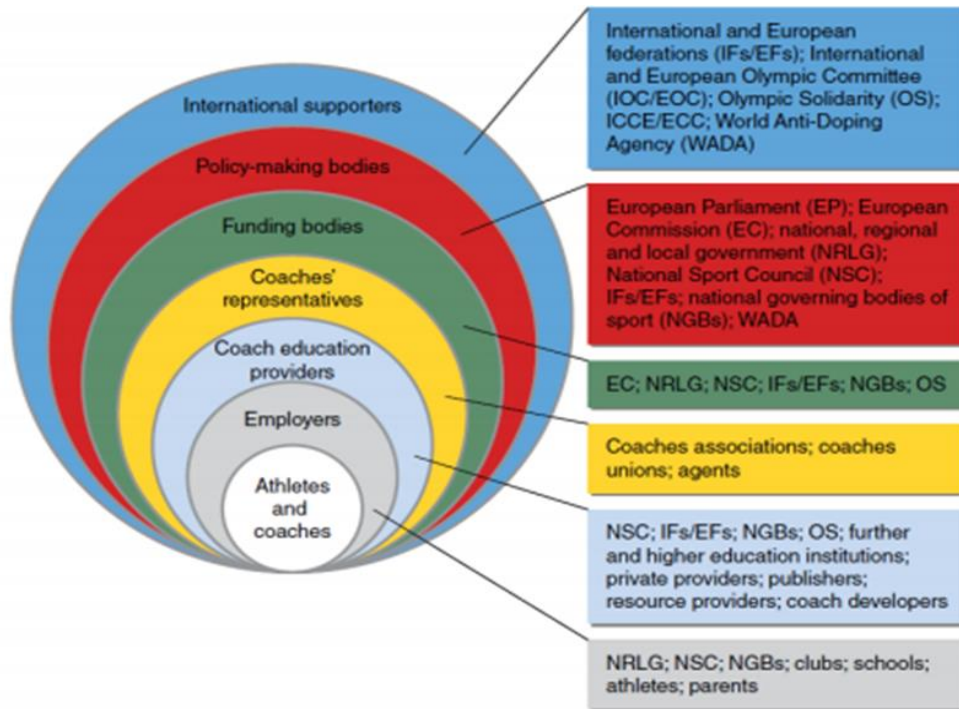 International supporters
Policy-making bodies
Funding bodies
Coaches'
representatives
Coach education
providers
Employers
Athletes
and
coaches
International and European
federations (IFs/EFs); International
and European Olympic Committee
(IOC/EOC); Olympic Solidarity (OS);
ICCE/ECC; World Anti-Doping
Agency (WADA)
European Parliament (EP); European
Commission (EC); national, regional
and local government (NRLG);
National Sport Council (NSC);
IFs/EFs; national governing bodies of
sport (NGBs); WADA
EC; NRLG; NSC; IFs/EFs; NGBs; OS
Coaches associations; coaches
unions; agents
NSC; IFs/EFs; NGBs; OS; further
and higher education institutions;
private providers; publishers;
resource providers; coach developers
NRLG; NSC; NGBs; clubs; schools;
athletes; parents